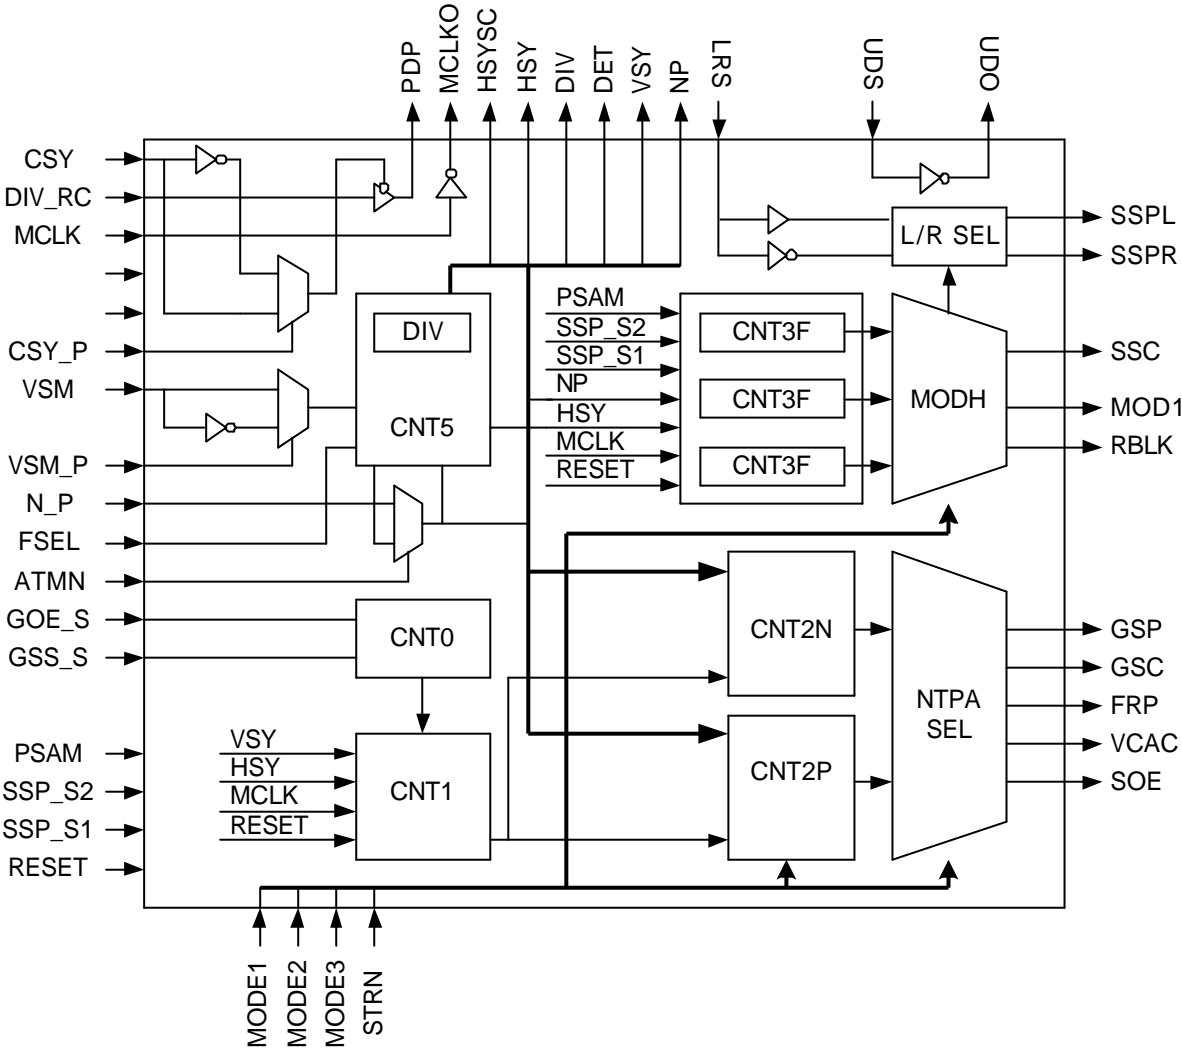 PDP
MCLKO
HSYSC
HSY
DIV
DET
VSY
NP
LRS
UDS
UDO
CSY
DIV_RC
MCLK
CSY_P
VSM
VSM_P
N_P
FSEL
ATMN
GOE_S
GSS_S
PSAM
SSP_S2
SSP_S1
RESET
DIV
CNT5
CNT0
VSY
HSY
MCLK
RESET
CNT1
PSAM
SSP_S2
SSP_S1
NP
HSY
MCLK
RESET
CNT3F
CNT3F
CNT3F
L/R SEL
MODH
CNT2N
CNT2P
NTPA
SEL
SSPL
SSPR
SSC
MOD1
RBLK
GSP
GSC
FRP
VCAC
SOE
MODE1
MODE2
MODE3
STRN